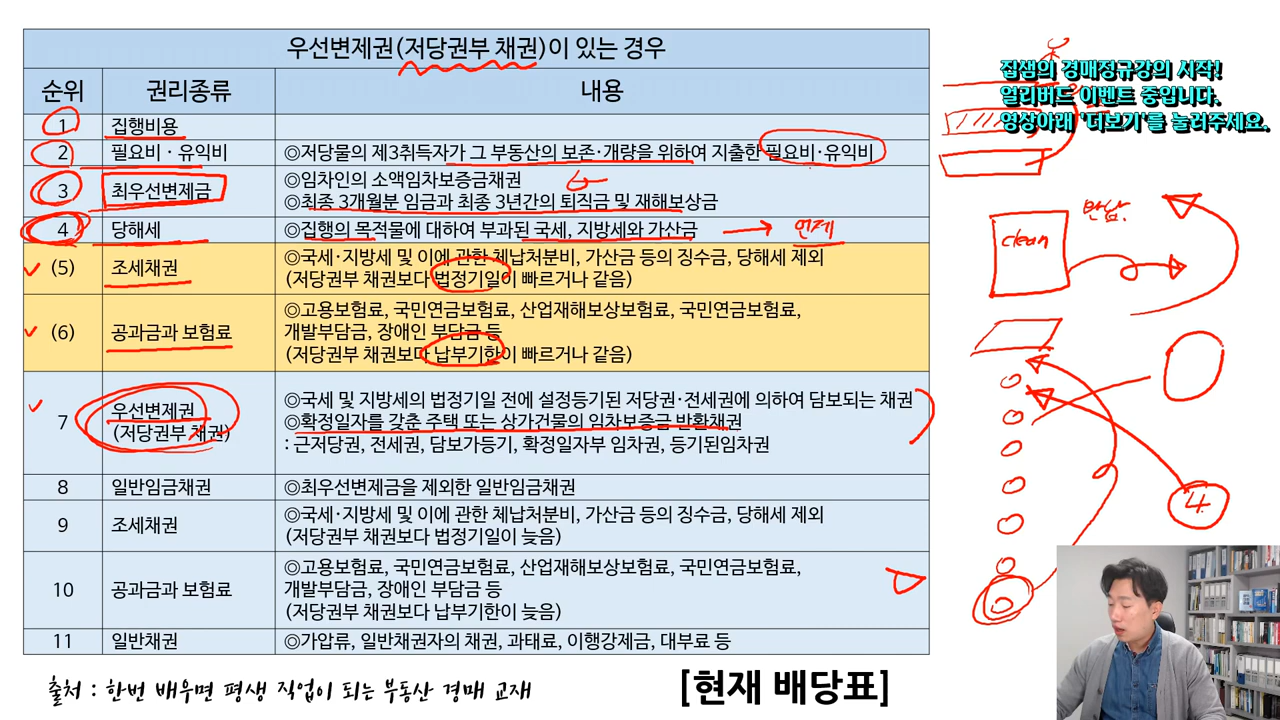 우선변제권(저당권부 채권)이 있는 경우
순위 권리종류 내용
1 집행비용
2 필요비·유익비 ◎저당물의 제3취득자가 그 부동산의 보존·개량을 위하여 지출한 필요비·유익비
3 최우선변제금 ◎임차인의 소액임차보증금채권
◎최종 3개월분 임금과 최종 3년간의 퇴직금 및 재해보상금
4 당해세 ◎집행의 목적물에 대하여 부과된 국세, 지방세와 가산금
언제
(5) 조세채권 ◎국세·지방세 및 이에 관한 체납처분비, 가산금 등의 징수금, 당해세 제외
(저당권부 채권보다 법정기일이 빠르거나 같음)
(6) 공과금과 보험료 ◎고용보험료, 국민연금보험료, 산업재해보상보험료, 국민연금보험료,
개발부담금, 장애인 부담금 등
(저당권부 채권보다 납부기한이 빠르거나 같음)
7 우선변제권
(저당권부 채권)
◎국세 및 지방세의 법정기일 전에 설정등기된 저당권·전세권에 의하여 담보되는 채권
◎확정일자를 갖춘 주택 또는 상가건물의 임차보증금 반환채권
: 근저당권, 전세권, 담보가등기, 확정일자부 임차권, 등기된임차권
8 일반임금채권 ◎최우선변제금을 제외한 일반임금채권
9 조세채권 ◎국세·지방세 및 이에 관한 체납처분비, 가산금 등의 징수금, 당해세 제외
(저당권부 채권보다 법정기일이 늦음)
10 공과금과 보험료 ◎고용보험료, 국민연금보험료, 산업재해보상보험료, 국민연금보험료,
개발부담금, 장애인 부담금 등
(저당권부 채권보다 납부기한이 늦음)
11 일반채권 ◎가압류, 일반채권자의 채권, 과태료, 이행강제금, 대부료 등
출처 : 한번 배우면 평생 직업이 되는 부동산 경매 교재
[현재 배당표]
집샘의 경매정규강의 시작!
얼리버드 이벤트 중입니다.
영상아래 '더보기'를 눌러주세요.
clean
4